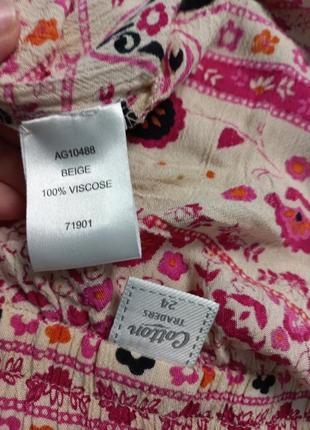 AG10488
BEIGE
100% VISCOSE
71901
Cotton
TRADERS
24